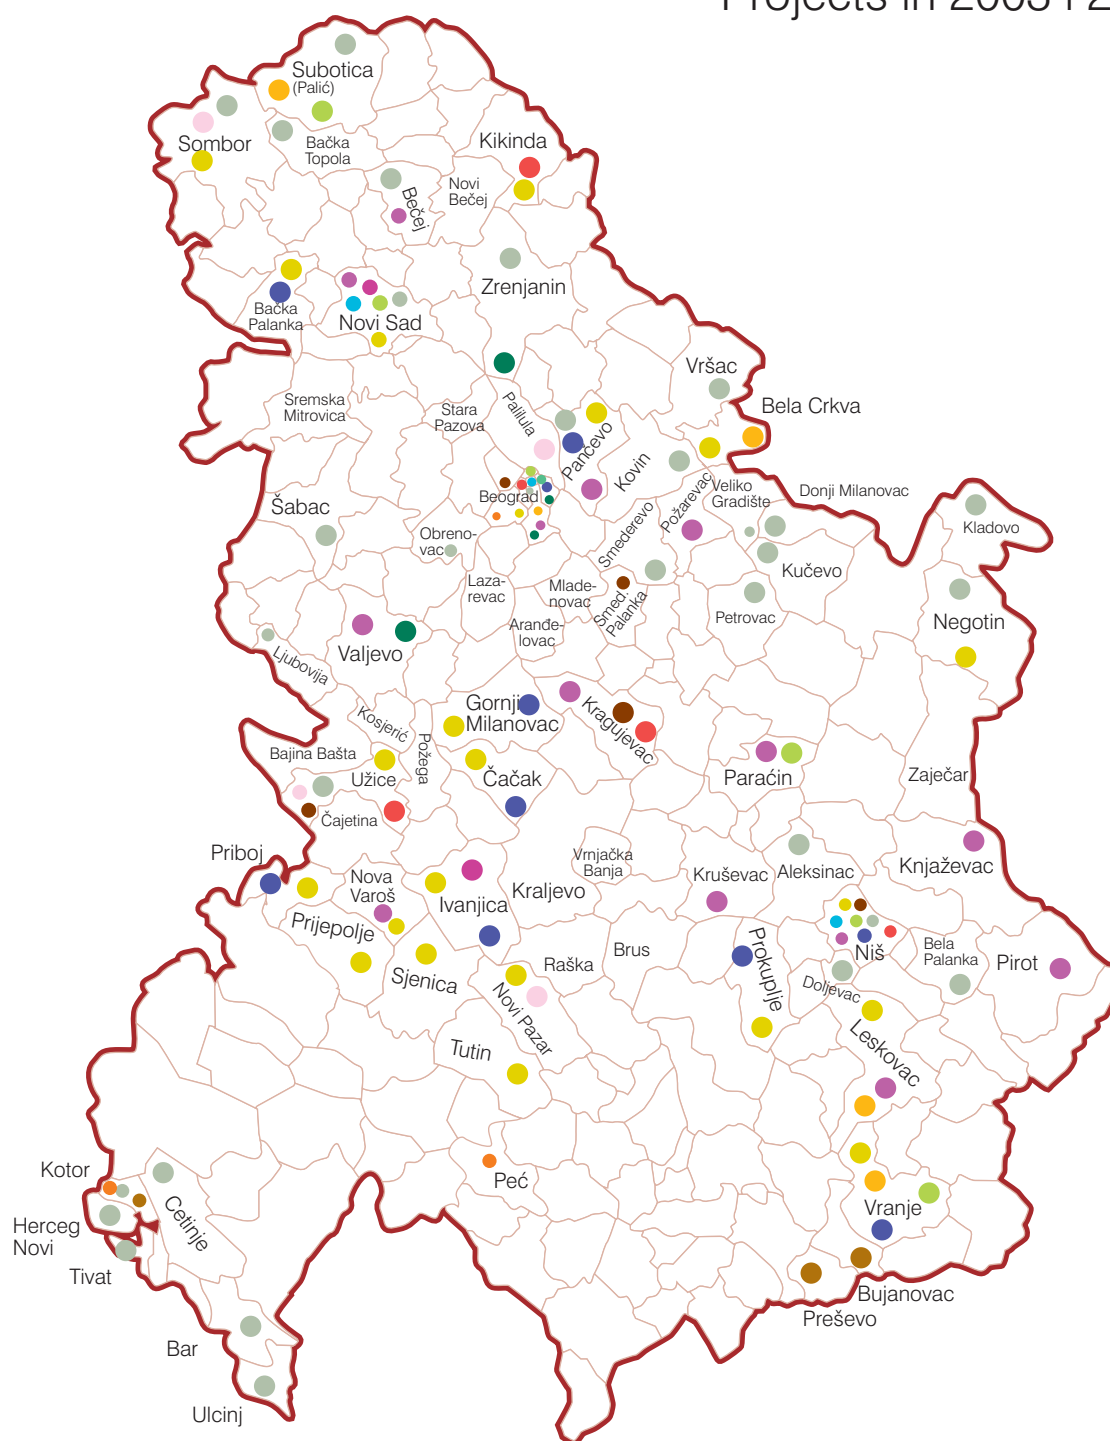 Projects in 2003 / 2
Subotica
(Palić)
Sombor
Bačka
Topola
Kikinda
Novi
Bečej
Bečej
Zrenjanin
Bačka
Palanka
Novi Sad
Vršac
Sremska
Mitrovica
Stara
Pazova
Palilula
Bela Crkva
Pančevo
Kovin
Beograd
Šabac
Požarevac
Veliko
Gradište
Donji Milanovac
Kladovo
Obreno-
vac
Smederevo
Kučevo
Laza-
revac
Mlade-
novac
Smed.
Palanka
Petrovac
Negotin
Aranđe-
lovac
Valjevo
Ljubovija
Kosjerić
Gornji
Milanovac
Kragujevac
Požega
Bajina Bašta
Užice
Čačak
Paraćin
Zaječar
Čajetina
Priboj
Vrnjačka
Banja
Kruševac
Aleksinac
Knjaževac
Nova
Varoš
Ivanjica
Kraljevo
Prijepolje
Prokuplje
Niš
Bela
Palanka
Pirot
Sjenica
Raška
Brus
Novi Pazar
Doljevac
Leskovac
Tutin
Kotor
Peć
Cetinje
Vranje
Herceg
Novi
Tivat
Bujanovac
Preševo
Bar
Ulcinj